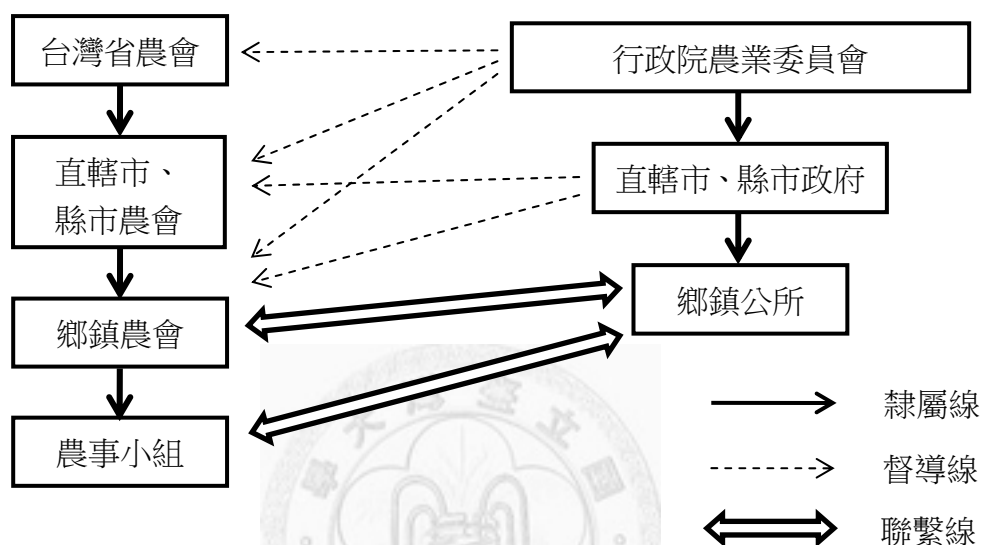 台灣省農會
行政院農業委員會
直轄市、
縣市農會
直轄市、縣市政府
鄉鎮農會
鄉鎮公所
農事小組
隸屬線
督導線
聯繫線